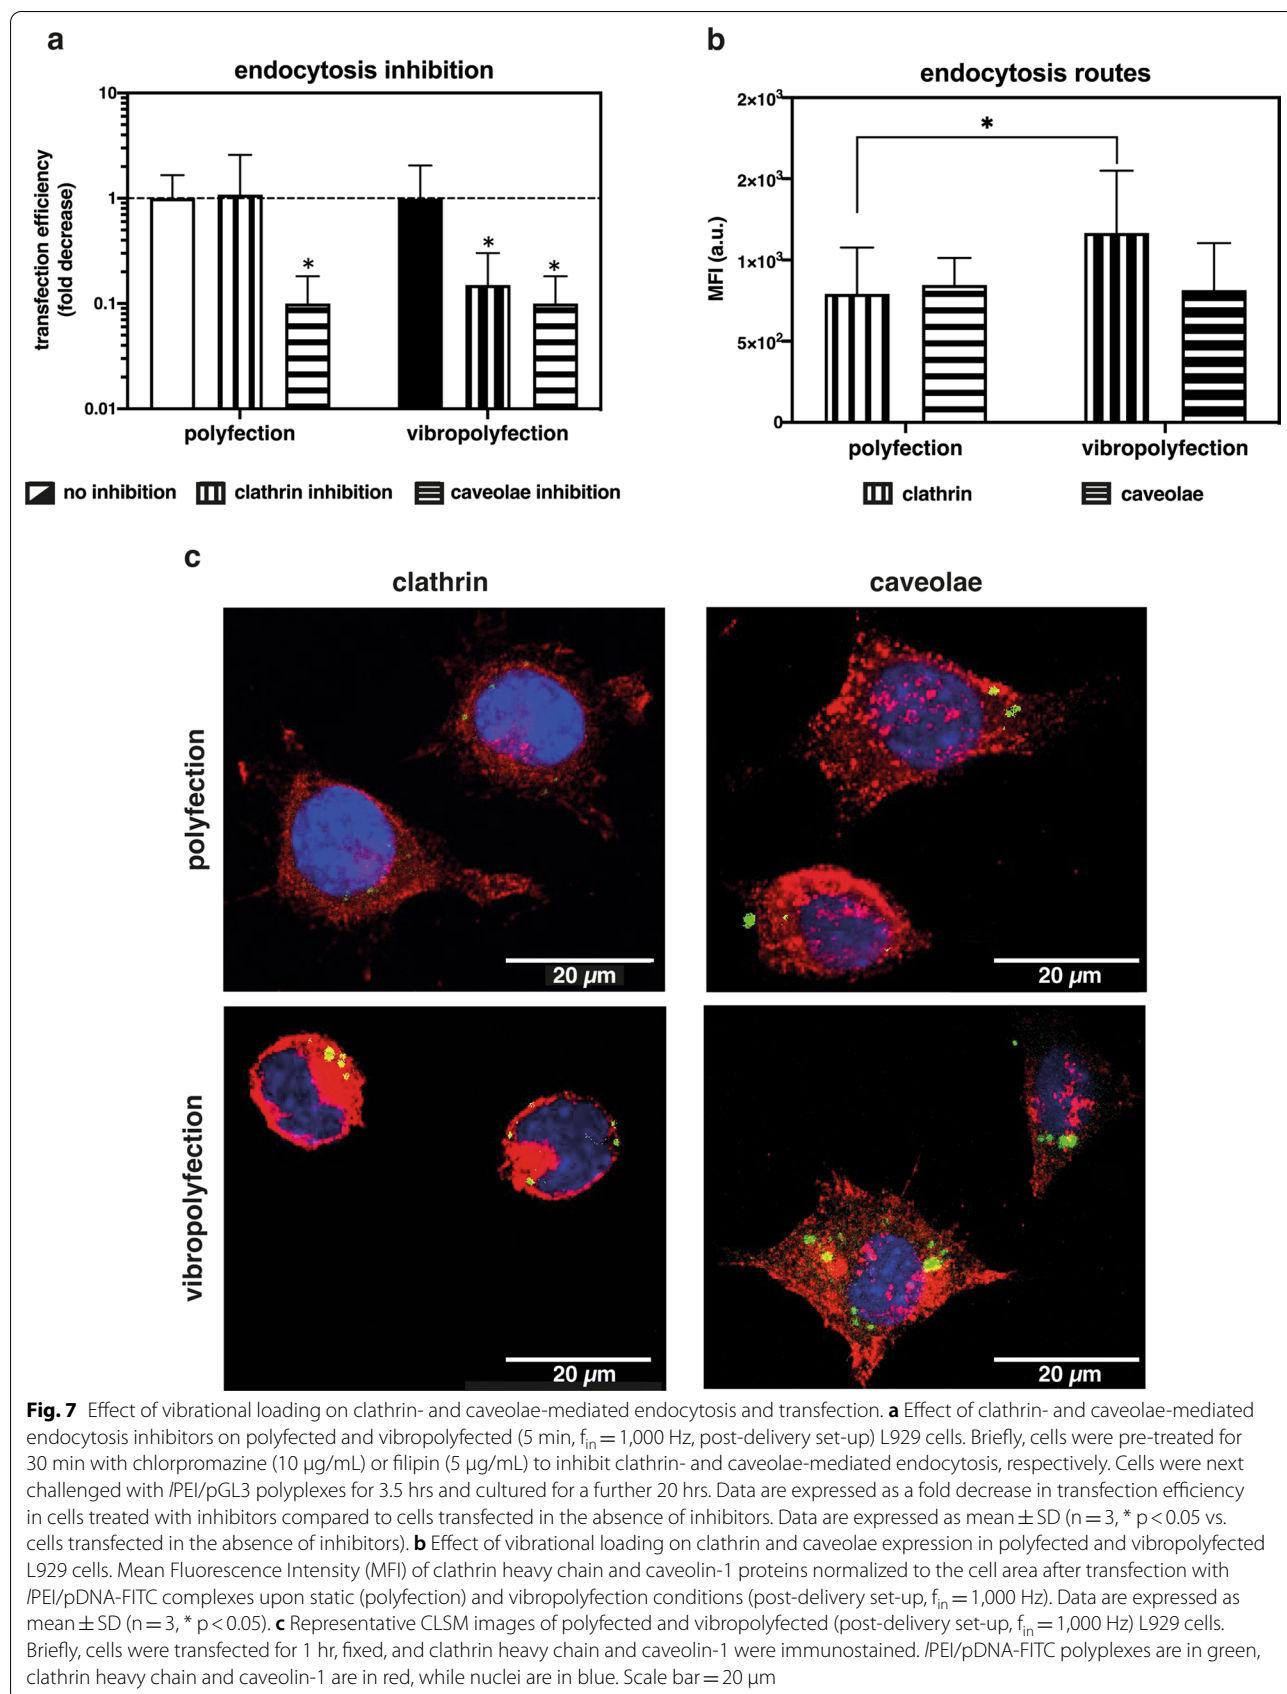 a
endocytosis inhibition
10
1
0.1
0.01
transfection efficiency
(fold decrease)
*
*
*
polyfection
vibropolyfection
no inhibition
clathrin inhibition
caveolae inhibition
b
endocytosis routes
2×10³
2×10³
1×10³
5×10²
0
MFI (a.u.)
*
polyfection
vibropolyfection
clathrin
caveolae
c
clathrin
caveolae
polyfection
20 µm
20 µm
vibropolyfection
20 µm
20 µm
Fig. 7 Effect of vibrational loading on clathrin- and caveolae-mediated endocytosis and transfection. a Effect of clathrin- and caveolae-mediated
endocytosis inhibitors on polyfected and vibropolyfected (5 min, fin = 1,000 Hz, post-delivery set-up) L929 cells. Briefly, cells were pre-treated for
30 min with chlorpromazine (10 µg/mL) or filipin (5 µg/mL) to inhibit clathrin- and caveolae-mediated endocytosis, respectively. Cells were next
challenged with lPEI/pGL3 polyplexes for 3.5 hrs and cultured for a further 20 hrs. Data are expressed as a fold decrease in transfection efficiency
in cells treated with inhibitors compared to cells transfected in the absence of inhibitors. Data are expressed as mean ± SD (n = 3, * p < 0.05 vs.
cells transfected in the absence of inhibitors). b Effect of vibrational loading on clathrin and caveolae expression in polyfected and vibropolyfected
L929 cells. Mean Fluorescence Intensity (MFI) of clathrin heavy chain and caveolin-1 proteins normalized to the cell area after transfection with
lPEI/pDNA-FITC complexes upon static (polyfection) and vibropolyfection conditions (post-delivery set-up, fin = 1,000 Hz). Data are expressed as
mean ± SD (n = 3, * p < 0.05). c Representative CLSM images of polyfected and vibropolyfected (post-delivery set-up, fin = 1,000 Hz) L929 cells.
Briefly, cells were transfected for 1 hr, fixed, and clathrin heavy chain and caveolin-1 were immunostained. lPEI/pDNA-FITC polyplexes are in green,
clathrin heavy chain and caveolin-1 are in red, while nuclei are in blue. Scale bar = 20 µm